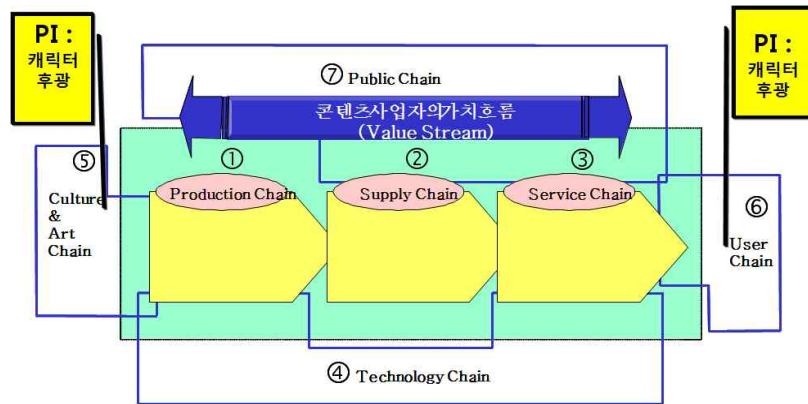 PI :
캐릭터
후광
PI :
캐릭터
후광
⑦ Public Chain
콘텐츠사업자의가치흐름
(Value Stream)
⑤
Culture
&
Art
Chain
①
Production Chain
②
Supply Chain
③
Service Chain
⑥
User
Chain
④ Technology Chain